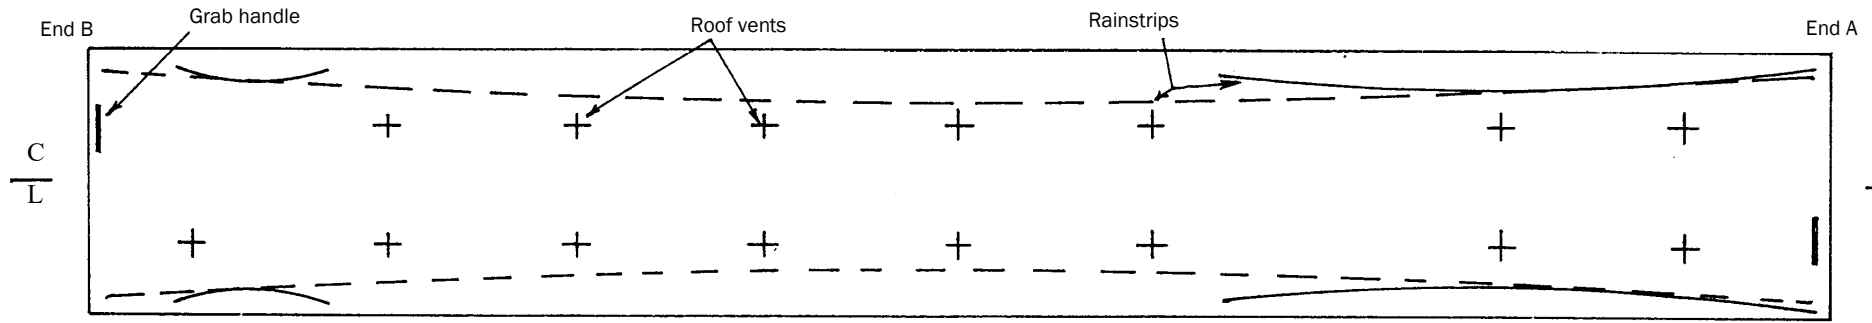 Grab handle
End B
Roof vents
Rainstrips
End A
C
L